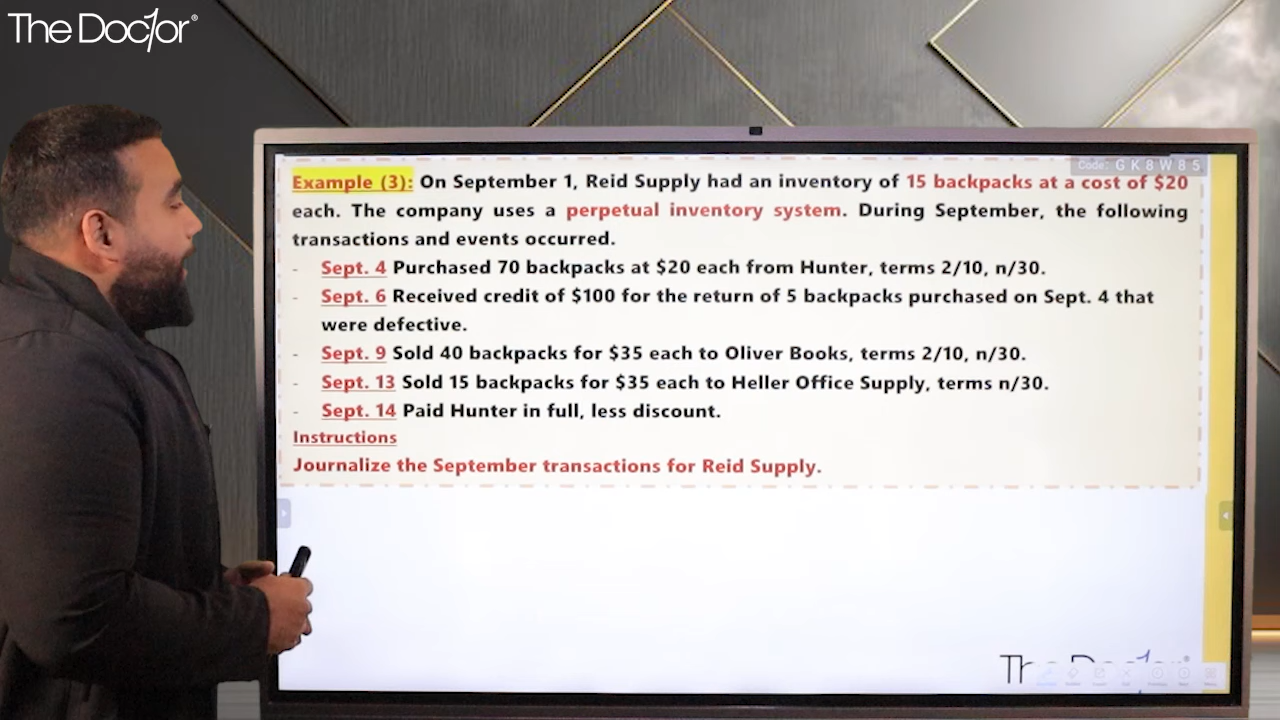 The Doc1or®
Code: GK8W85
Example (3): On September 1, Reid Supply had an inventory of 15 backpacks at a cost of $20
each. The company uses a perpetual inventory system. During September, the following
transactions and events occurred.
- Sept. 4 Purchased 70 backpacks at $20 each from Hunter, terms 2/10, n/30.
- Sept. 6 Received credit of $100 for the return of 5 backpacks purchased on Sept. 4 that
were defective.
- Sept. 9 Sold 40 backpacks for $35 each to Oliver Books, terms 2/10, n/30.
- Sept. 13 Sold 15 backpacks for $35 each to Heller Office Supply, terms n/30.
- Sept. 14 Paid Hunter in full, less discount.
Instructions
Journalize the September transactions for Reid Supply.